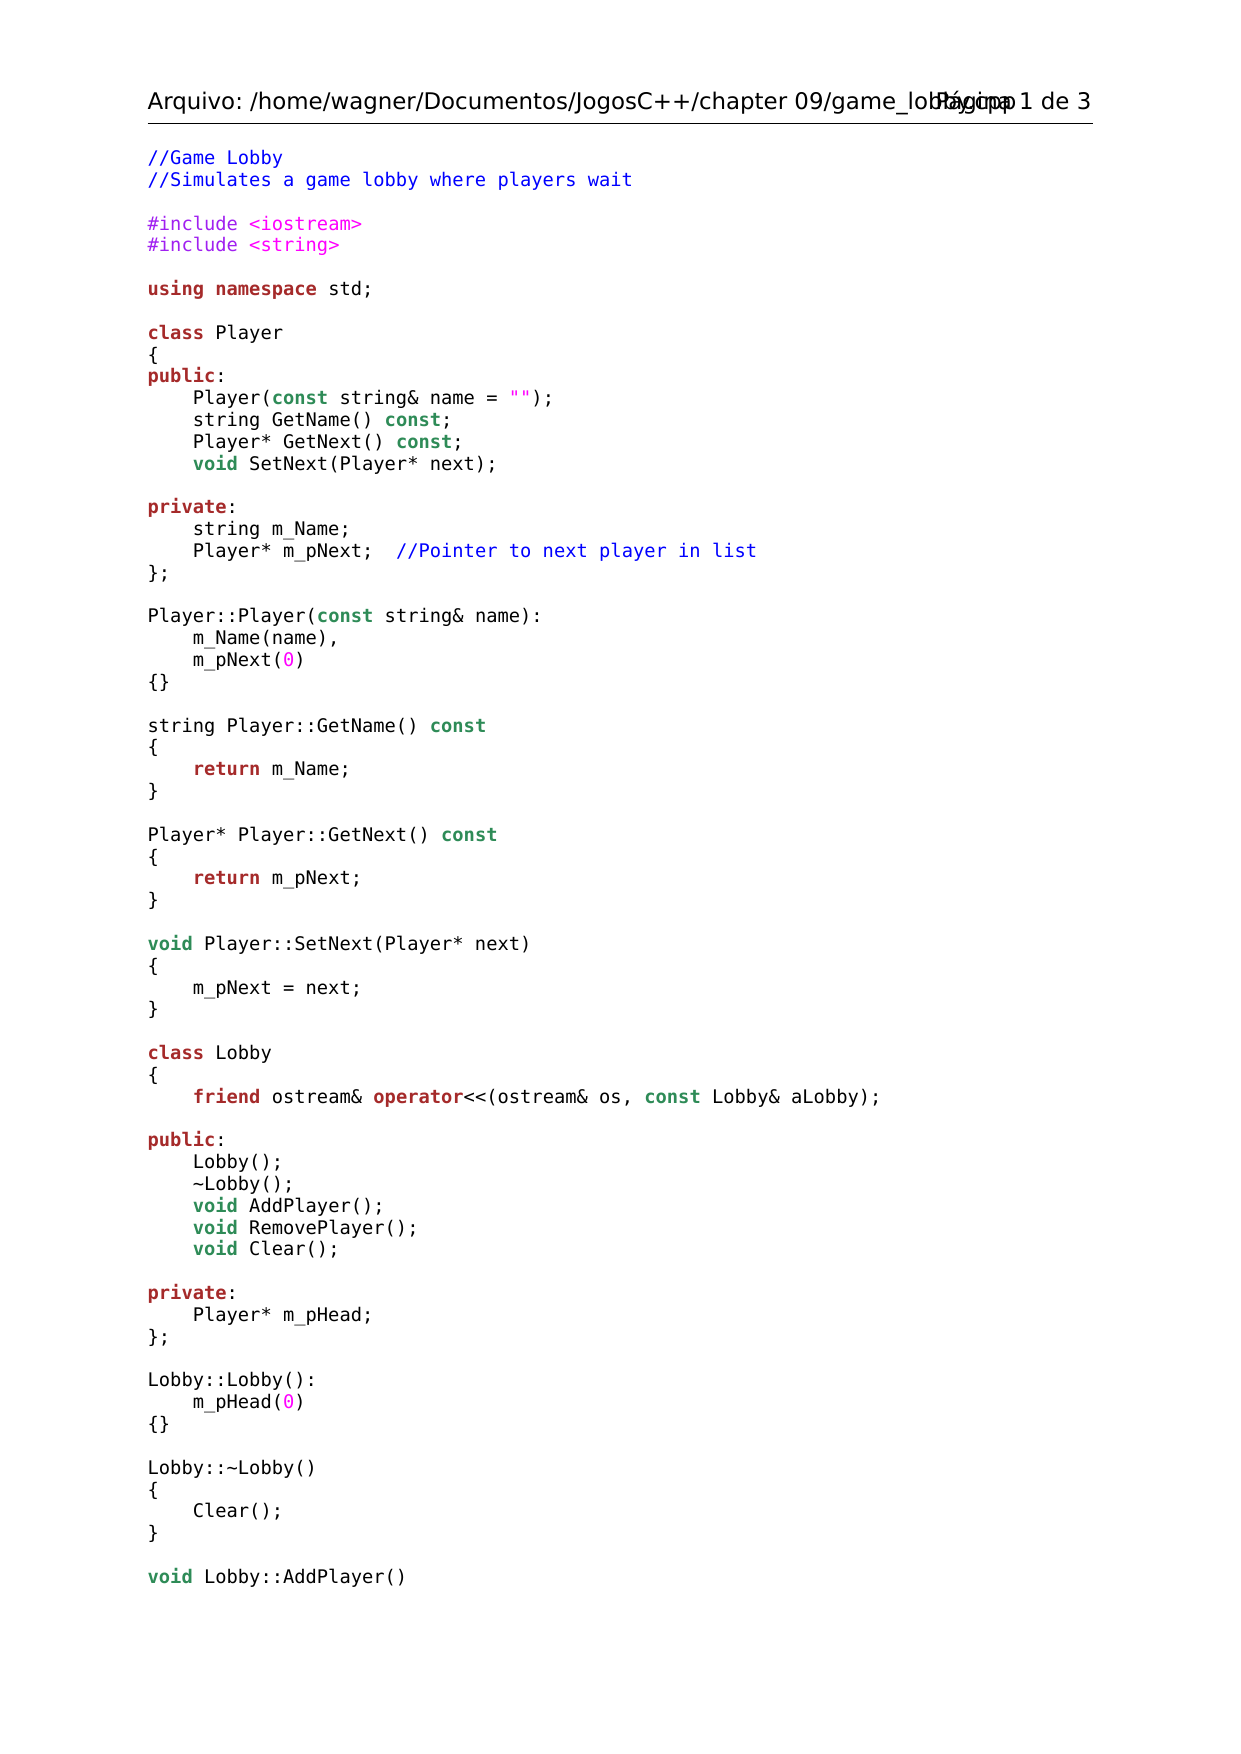 Arquivo: /home/wagner/Documentos/JogosC++/chapter 09/game_lobby.cpp Página 1 de 3
//Game Lobby
//Simulates a game lobby where players wait
#include <iostream>
#include <string>
using namespace std;
class Player
{
public:
    Player(const string& name = "");
    string GetName() const;
    Player* GetNext() const;
    void SetNext(Player* next);
private:
    string m_Name;
    Player* m_pNext;  //Pointer to next player in list
};
Player::Player(const string& name):
    m_Name(name),
    m_pNext(0)
{}
string Player::GetName() const
{
    return m_Name;
}
Player* Player::GetNext() const
{
    return m_pNext;
}
void Player::SetNext(Player* next)
{
    m_pNext = next;
}
class Lobby
{
    friend ostream& operator<<(ostream& os, const Lobby& aLobby);
public:
    Lobby();
    ~Lobby();
    void AddPlayer();
    void RemovePlayer();
    void Clear();
private:
    Player* m_pHead;
};
Lobby::Lobby():
    m_pHead(0)
{}
Lobby::~Lobby()
{
    Clear();
}
void Lobby::AddPlayer()